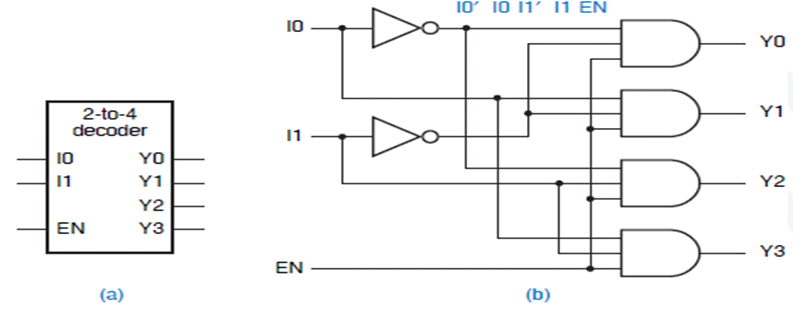 2-to-4
decoder
I0 Y0
I1 Y1
Y2
EN Y3
(a)
I0′ I0 I1′ I1 EN
I0
Y0
Y1
I1
Y2
Y3
EN
(b)